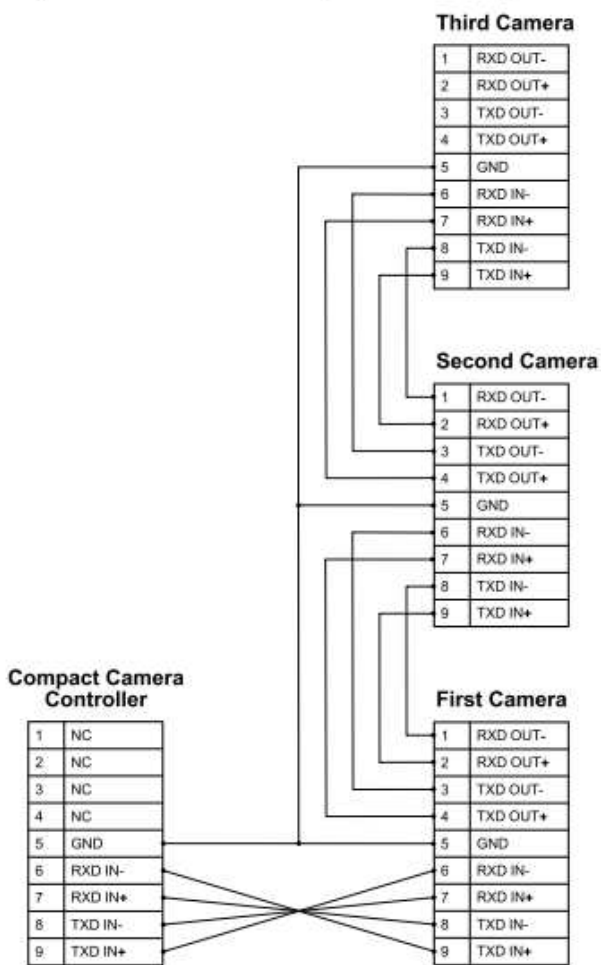 Third Camera
1 RXD OUT-
2 RXD OUT+
3 TXD OUT-
4 TXD OUT+
5 GND
6 RXD IN-
7 RXD IN+
8 TXD IN-
9 TXD IN+
Second Camera
1 RXD OUT-
2 RXD OUT+
3 TXD OUT-
4 TXD OUT+
5 GND
6 RXD IN-
7 RXD IN+
8 TXD IN-
9 TXD IN+
Compact Camera
Controller
1 NC
2 NC
3 NC
4 NC
5 GND
6 RXD IN-
7 RXD IN+
8 TXD IN-
9 TXD IN+
First Camera
1 RXD OUT-
2 RXD OUT+
3 TXD OUT-
4 TXD OUT+
5 GND
6 RXD IN-
7 RXD IN+
8 TXD IN-
9 TXD IN+